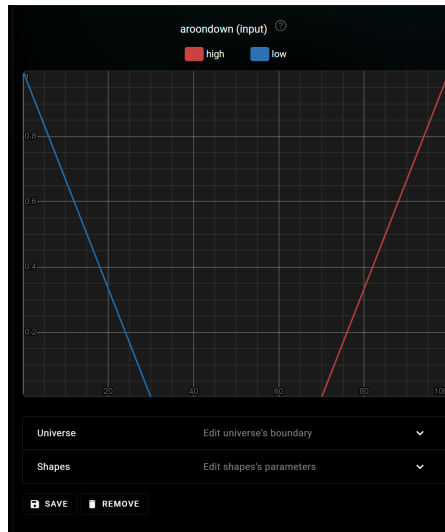 aroondown (input) ?
high low
1
0.8
0.6
0.4
0.2
20 40 60 80 100
Universe Edit universe's boundary
Shapes Edit shapes's parameters
SAVE REMOVE